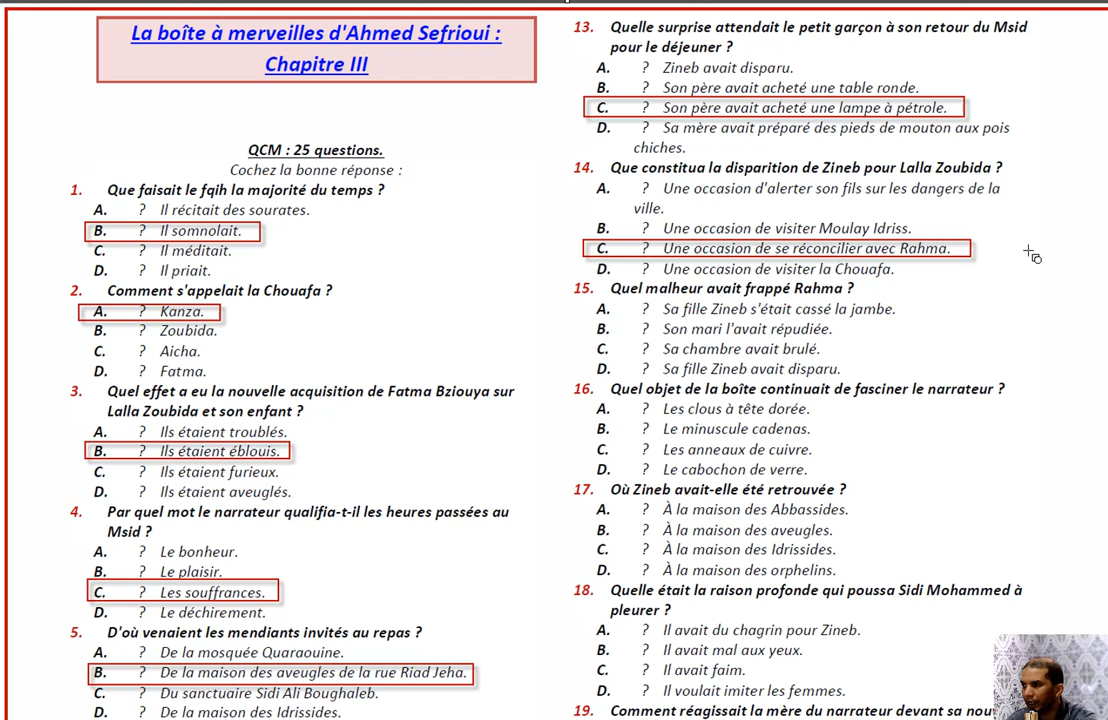 La boîte à merveilles d'Ahmed Sefrioui :
Chapitre III
QCM : 25 questions.
Cochez la bonne réponse :
1. Que faisait le fqih la majorité du temps ?
A. ? Il récitait des sourates.
B. ? Il somnolait.
C. ? Il méditait.
D. ? Il priait.
2. Comment s'appelait la Chouafa ?
A. ? Kanza.
B. ? Zoubida.
C. ? Aicha.
D. ? Fatma.
3. Quel effet a eu la nouvelle acquisition de Fatma Bziouya sur
Lalla Zoubida et son enfant ?
A. ? Ils étaient troublés.
B. ? Ils étaient éblouis.
C. ? Ils étaient furieux.
D. ? Ils étaient aveuglés.
4. Par quel mot le narrateur qualifia-t-il les heures passées au
Msid ?
A. ? Le bonheur.
B. ? Le plaisir.
C. ? Les souffrances.
D. ? Le déchirement.
5. D'où venaient les mendiants invités au repas ?
A. ? De la mosquée Quaraouine.
B. ? De la maison des aveugles de la rue Riad Jeha.
C. ? Du sanctuaire Sidi Ali Boughaleb.
D. ? De la maison des Idrissides.
13. Quelle surprise attendait le petit garçon à son retour du Msid
pour le déjeuner ?
A. ? Zineb avait disparu.
B. ? Son père avait acheté une table ronde.
C. ? Son père avait acheté une lampe à pétrole.
D. ? Sa mère avait préparé des pieds de mouton aux pois
chiches.
14. Que constitua la disparition de Zineb pour Lalla Zoubida ?
A. ? Une occasion d'alerter son fils sur les dangers de la
ville.
B. ? Une occasion de visiter Moulay Idriss.
C. ? Une occasion de se réconcilier avec Rahma.
D. ? Une occasion de visiter la Chouafa.
15. Quel malheur avait frappé Rahma ?
A. ? Sa fille Zineb s'était cassé la jambe.
B. ? Son mari l'avait répudiée.
C. ? Sa chambre avait brulé.
D. ? Sa fille Zineb avait disparu.
16. Quel objet de la boîte continuait de fasciner le narrateur ?
A. ? Les clous à tête dorée.
B. ? Le minuscule cadenas.
C. ? Les anneaux de cuivre.
D. ? Le cabochon de verre.
17. Où Zineb avait-elle été retrouvée ?
A. ? À la maison des Abbassides.
B. ? À la maison des aveugles.
C. ? À la maison des Idrissides.
D. ? À la maison des orphelins.
18. Quelle était la raison profonde qui poussa Sidi Mohammed à
pleurer ?
A. ? Il avait du chagrin pour Zineb.
B. ? Il avait mal aux yeux.
C. ? Il avait faim.
D. ? Il voulait imiter les femmes.
19. Comment réagissait la mère du narrateur devant sa